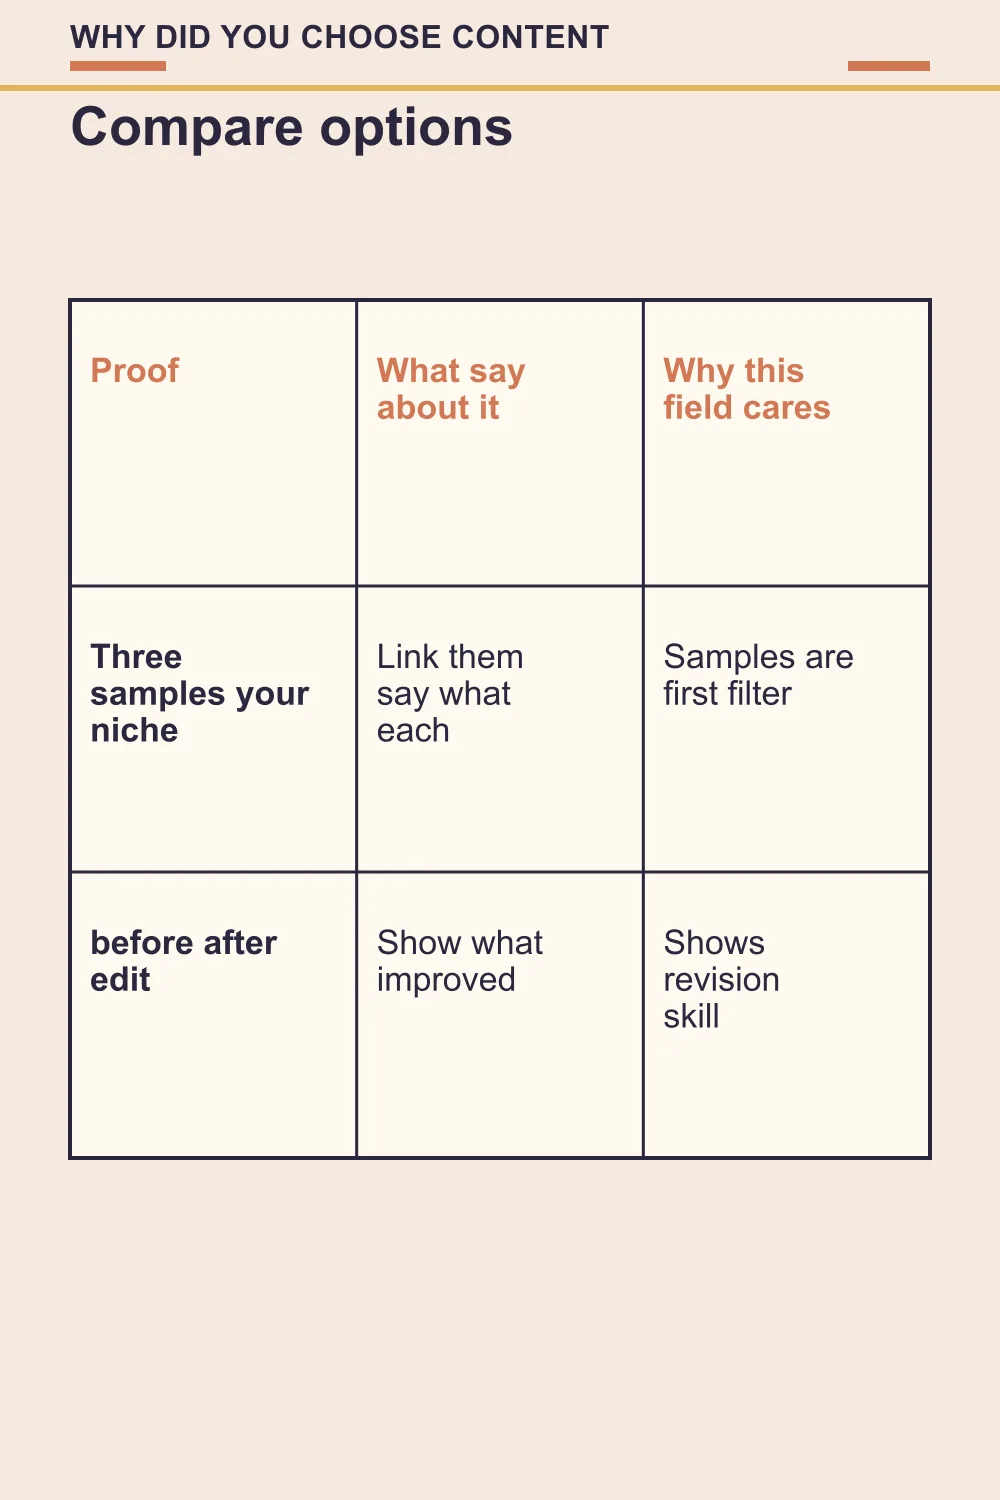 WHY DID YOU CHOOSE CONTENT
Compare options
Proof
What say
about it
Why this
field cares
Three
samples your
niche
Link them
say what
each
Samples are
first filter
before after
edit
Show what
improved
Shows
revision
skill